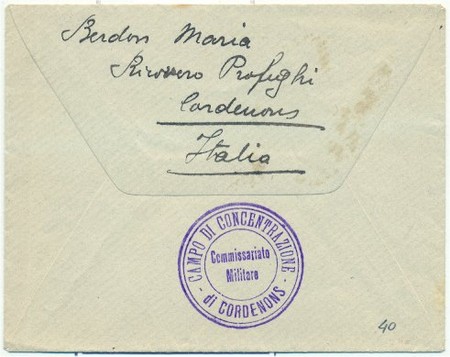 Berdon Maria
Ricovero Profughi
Cordenons
Italia
CAMPO DI CONCENTRAZIONE
Commissariato
Militare
- di CORDENONS -
40